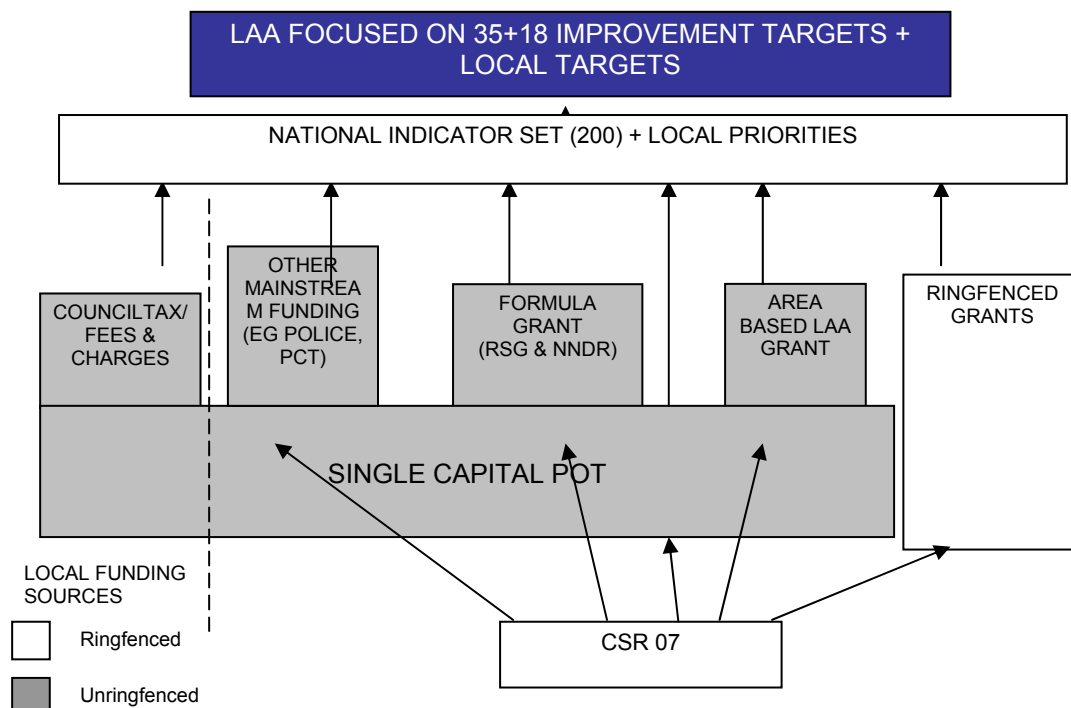 LAA FOCUSED ON 35+18 IMPROVEMENT TARGETS +
LOCAL TARGETS
NATIONAL INDICATOR SET (200) + LOCAL PRIORITIES
COUNCILTAX/
FEES &
CHARGES
OTHER
MAINSTREA
M FUNDING
(EG POLICE,
PCT)
FORMULA
GRANT
(RSG & NNDR)
AREA
BASED LAA
GRANT
RINGFENCED
GRANTS
SINGLE CAPITAL POT
LOCAL FUNDING
SOURCES
Ringfenced
Unringfenced
CSR 07